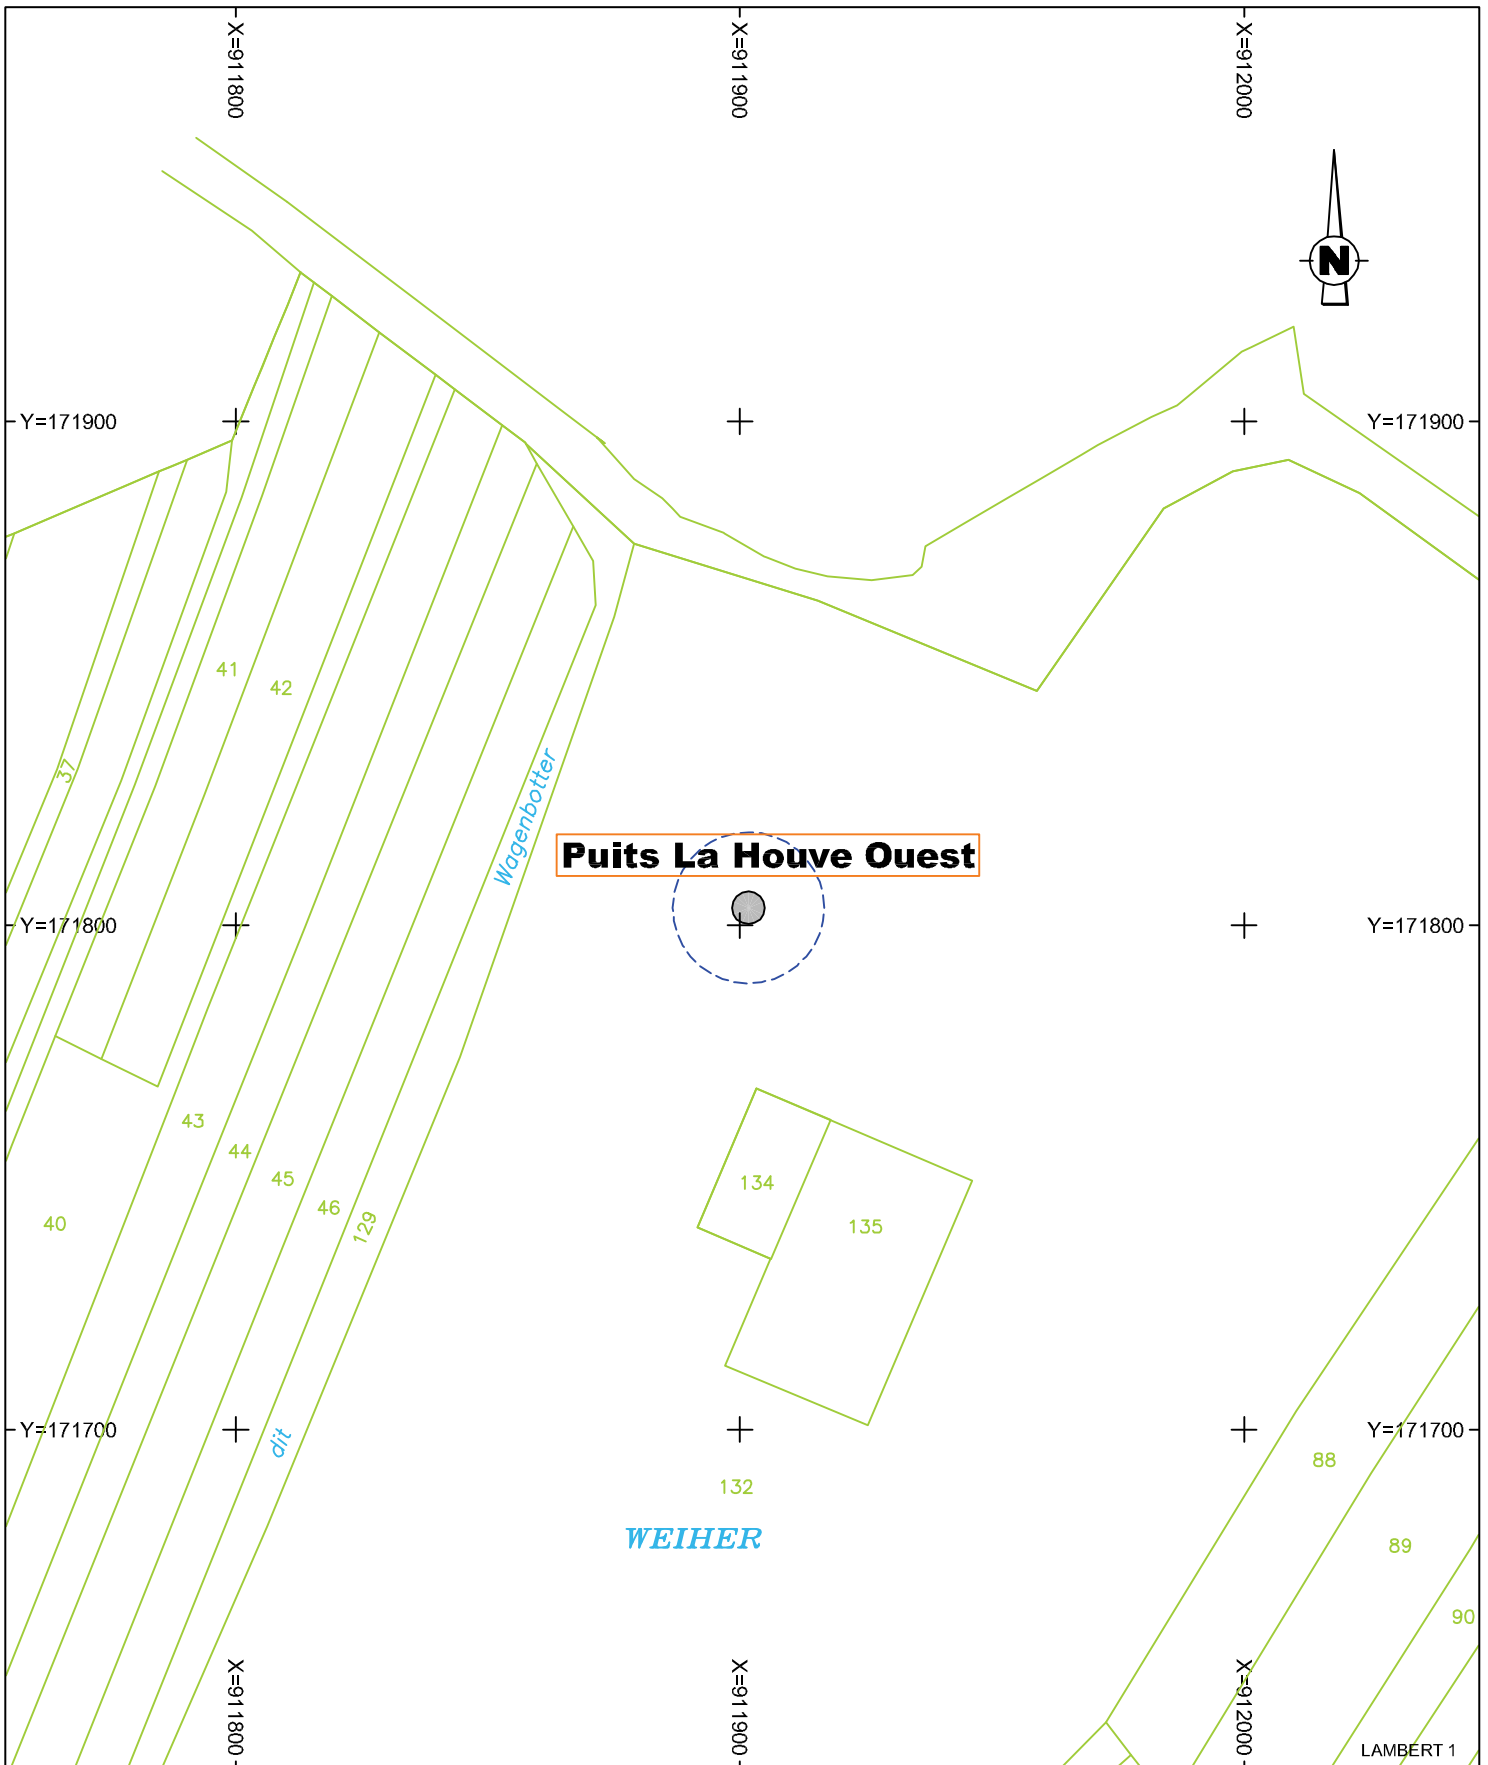 X=911800
X=911900
X=912000
N
Y=171900
Y=171900
41
42
37
Wagenbotter
Puits La Houve Ouest
Y=171800
Y=171800
43
44
45
46
129
40
134
135
Y=171700
Y=171700
dit
88
132
WEIHER
89
90
X=911800
X=911900
X=912000
LAMBERT 1